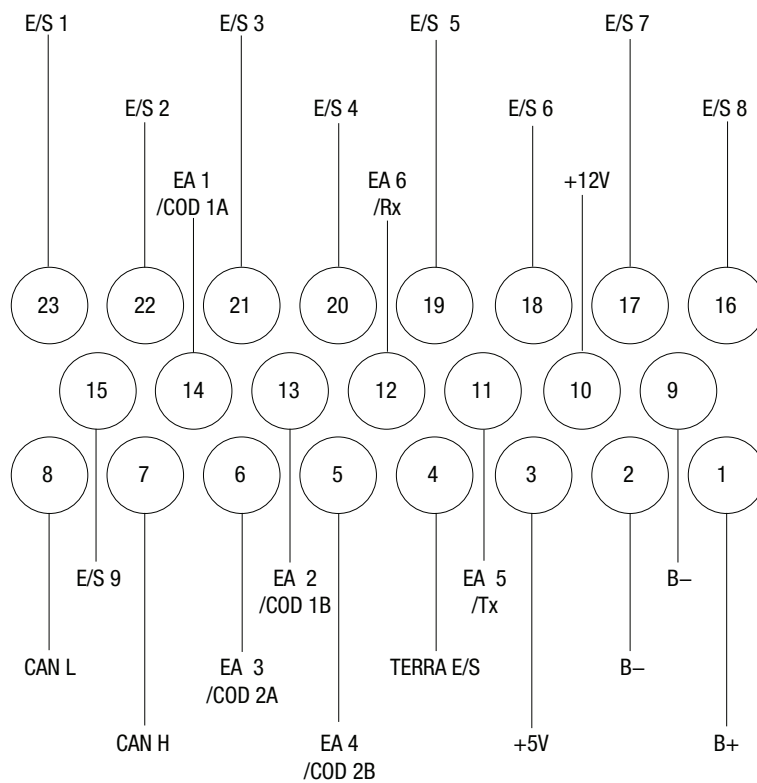 E/S 1
E/S 3
E/S 5
E/S 7
E/S 2
E/S 4
E/S 6
E/S 8
EA 1
/COD 1A
EA 6
/Rx
+12V
23
22
21
20
19
18
17
16
15
14
13
12
11
10
9
8
7
6
5
4
3
2
1
E/S 9
EA 2
/COD 1B
EA 5
/Tx
B–
CAN L
EA 3
/COD 2A
TERRA E/S
B–
CAN H
EA 4
/COD 2B
+5V
B+